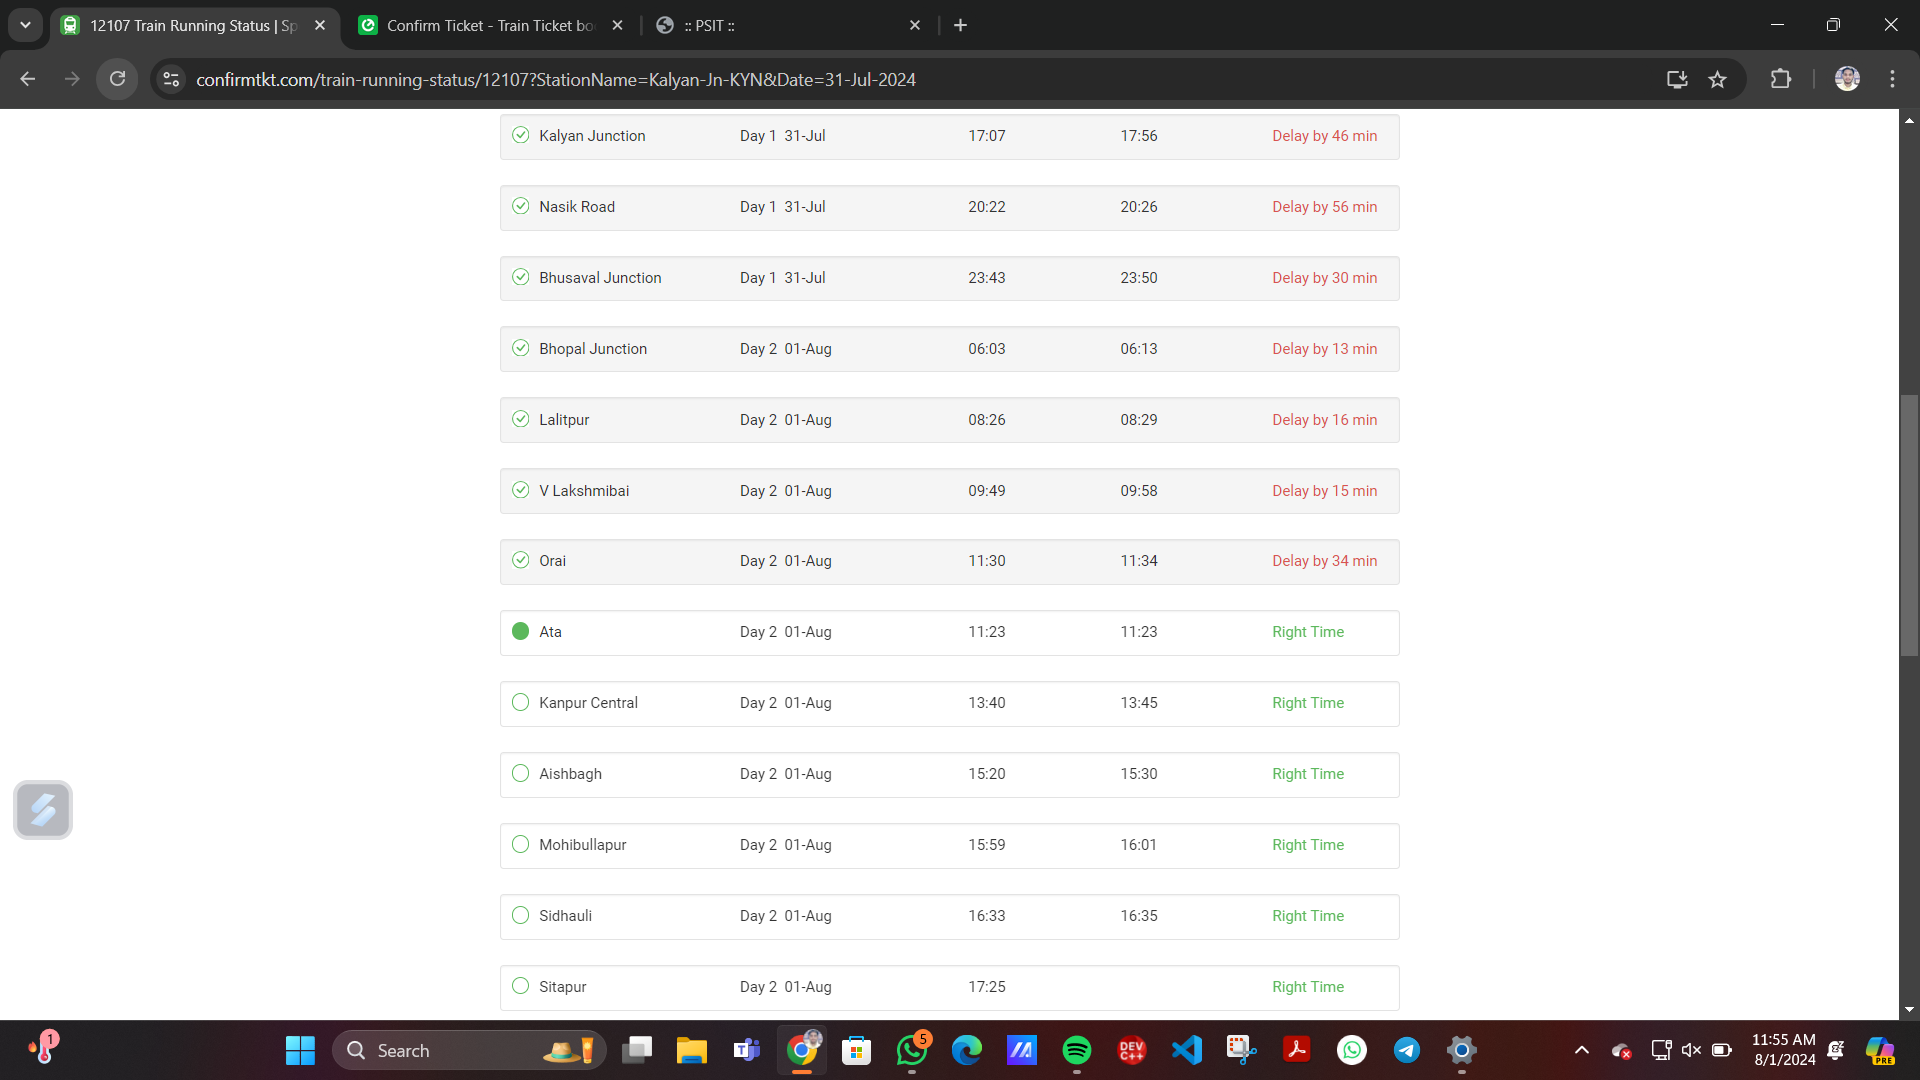 12107 Train Running Status | Sp
Confirm Ticket - Train Ticket bo
:: PSIT ::
confirmtkt.com/train-running-status/12107?StationName=Kalyan-Jn-KYN&Date=31-Jul-2024
Kalyan Junction Day 1 31-Jul 17:07 17:56 Delay by 46 min
Nasik Road Day 1 31-Jul 20:22 20:26 Delay by 56 min
Bhusaval Junction Day 1 31-Jul 23:43 23:50 Delay by 30 min
Bhopal Junction Day 2 01-Aug 06:03 06:13 Delay by 13 min
Lalitpur Day 2 01-Aug 08:26 08:29 Delay by 16 min
V Lakshmibai Day 2 01-Aug 09:49 09:58 Delay by 15 min
Orai Day 2 01-Aug 11:30 11:34 Delay by 34 min
Ata Day 2 01-Aug 11:23 11:23 Right Time
Kanpur Central Day 2 01-Aug 13:40 13:45 Right Time
Aishbagh Day 2 01-Aug 15:20 15:30 Right Time
Mohibullapur Day 2 01-Aug 15:59 16:01 Right Time
Sidhauli Day 2 01-Aug 16:33 16:35 Right Time
Sitapur Day 2 01-Aug 17:25 Right Time
1
Search
5
DEV
C++
11:55 AM
8/1/2024
PRE